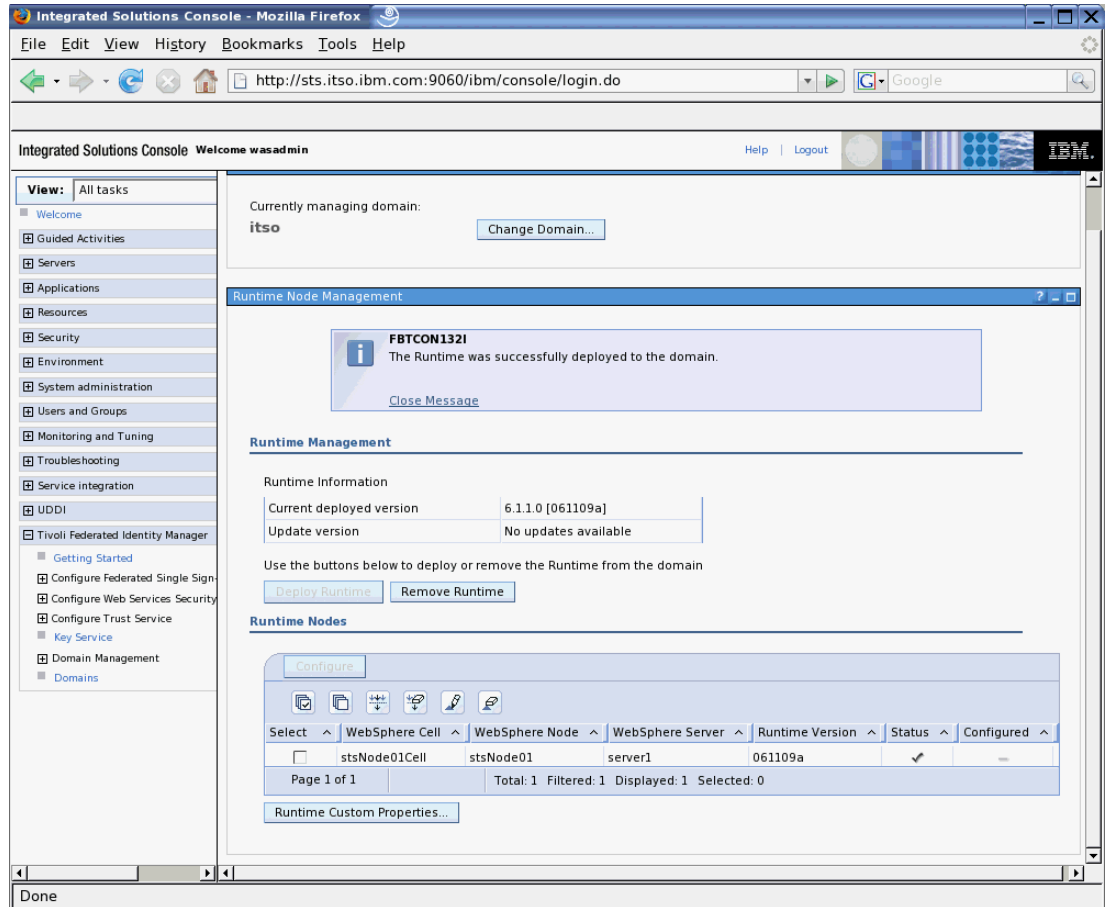 Integrated Solutions Console - Mozilla Firefox
File Edit View History Bookmarks Tools Help
http://sts.itso.ibm.com:9060/ibm/console/login.do
G Google
Integrated Solutions Console Welcome wasadmin
Help | Logout
IBM.
View: All tasks
Welcome
Guided Activities
Servers
Applications
Resources
Security
Environment
System administration
Users and Groups
Monitoring and Tuning
Troubleshooting
Service integration
UDDI
Tivoli Federated Identity Manager
Getting Started
Configure Federated Single Sign-
Configure Web Services Security
Configure Trust Service
Key Service
Domain Management
Domains
Currently managing domain:
itso
Change Domain...
Runtime Node Management
?
FBTCON132I
The Runtime was successfully deployed to the domain.
Close Message
Runtime Management
Runtime Information
Current deployed version 6.1.1.0 [061109a]
Update version No updates available
Use the buttons below to deploy or remove the Runtime from the domain
Deploy Runtime Remove Runtime
Runtime Nodes
Configure
Select WebSphere Cell WebSphere Node WebSphere Server Runtime Version Status Configured
stsNode01Cell stsNode01 server1 061109a
Page 1 of 1 Total: 1 Filtered: 1 Displayed: 1 Selected: 0
Runtime Custom Properties...
Done